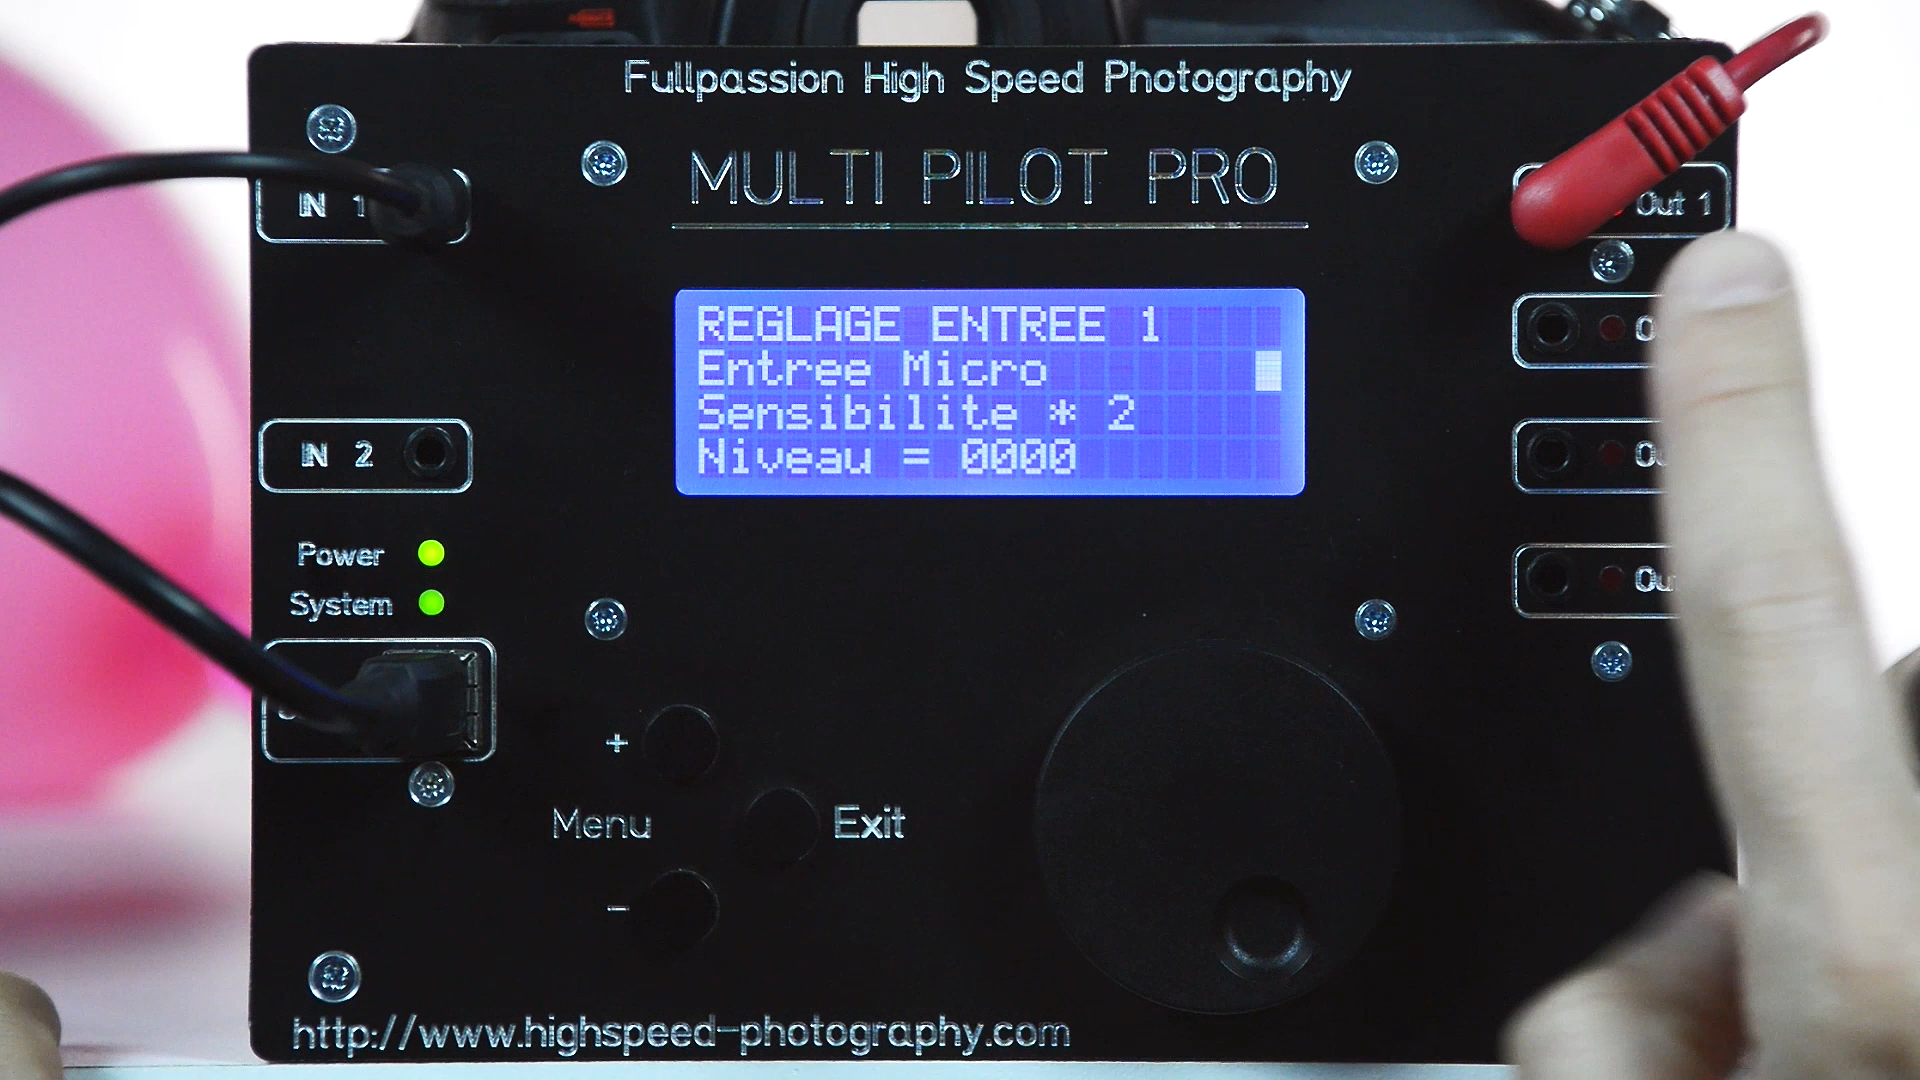 Fullpassion High Speed Photography
MULTI PILOT PRO
IN 1
Out 1
REGLAGE ENTREE 1
Entree Micro
Sensibilite * 2
Niveau = 0000
IN 2
Power
System
+
Menu
Exit
-
http://www.highspeed-photography.com